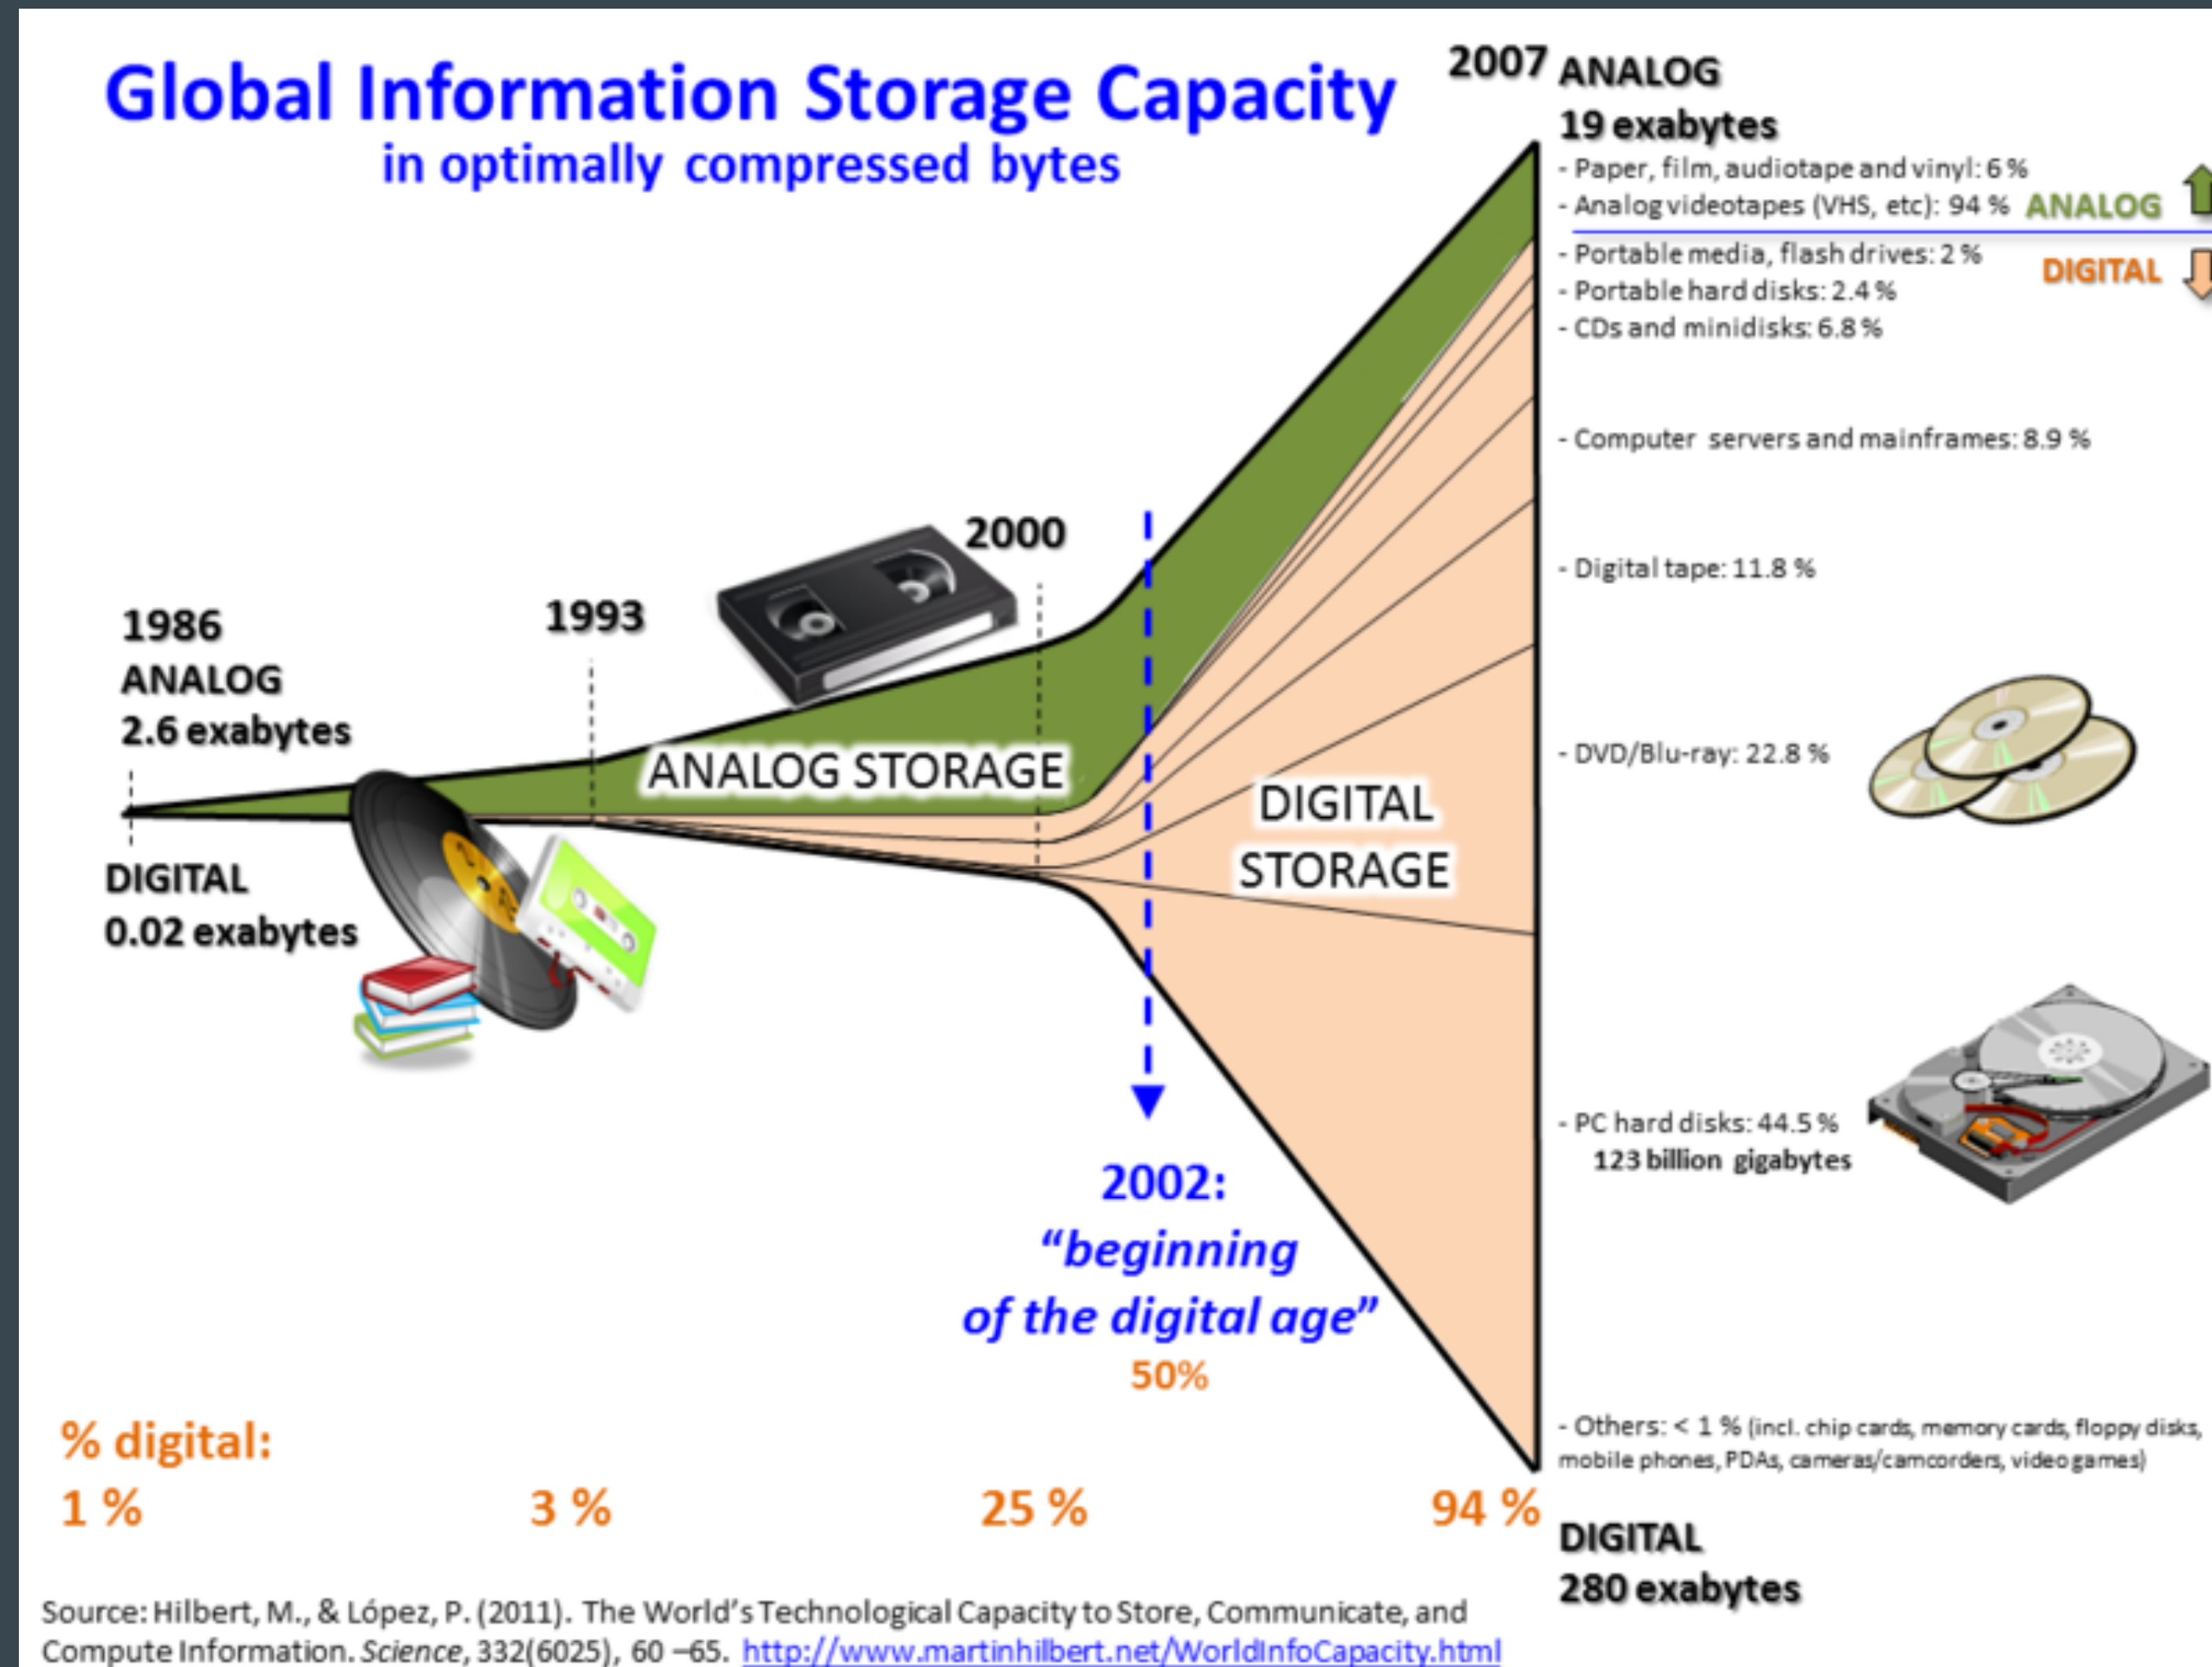 Global Information Storage Capacity
in optimally compressed bytes
2007
ANALOG
19 exabytes
- Paper, film, audiotape and vinyl: 6 %
- Analog videotapes (VHS, etc): 94 %
ANALOG
- Portable media, flash drives: 2 %
DIGITAL
- Portable hard disks: 2.4 %
- CDs and minidisks: 6.8 %
- Computer servers and mainframes: 8.9 %
- Digital tape: 11.8 %
- DVD/Blu-ray: 22.8 %
- PC hard disks: 44.5 %
123 billion gigabytes
- Others: < 1 % (incl. chip cards, memory cards, floppy disks,
mobile phones, PDAs, cameras/camcorders, video games)
DIGITAL
280 exabytes
2000
1993
1986
ANALOG
2.6 exabytes
ANALOG STORAGE
DIGITAL
STORAGE
DIGITAL
0.02 exabytes
2002:
“beginning
of the digital age”
50%
% digital:
1 %
3 %
25 %
94 %
Source: Hilbert, M., & López, P. (2011). The World’s Technological Capacity to Store, Communicate, and
Compute Information. Science, 332(6025), 60 –65. http://www.martinhilbert.net/WorldInfoCapacity.html